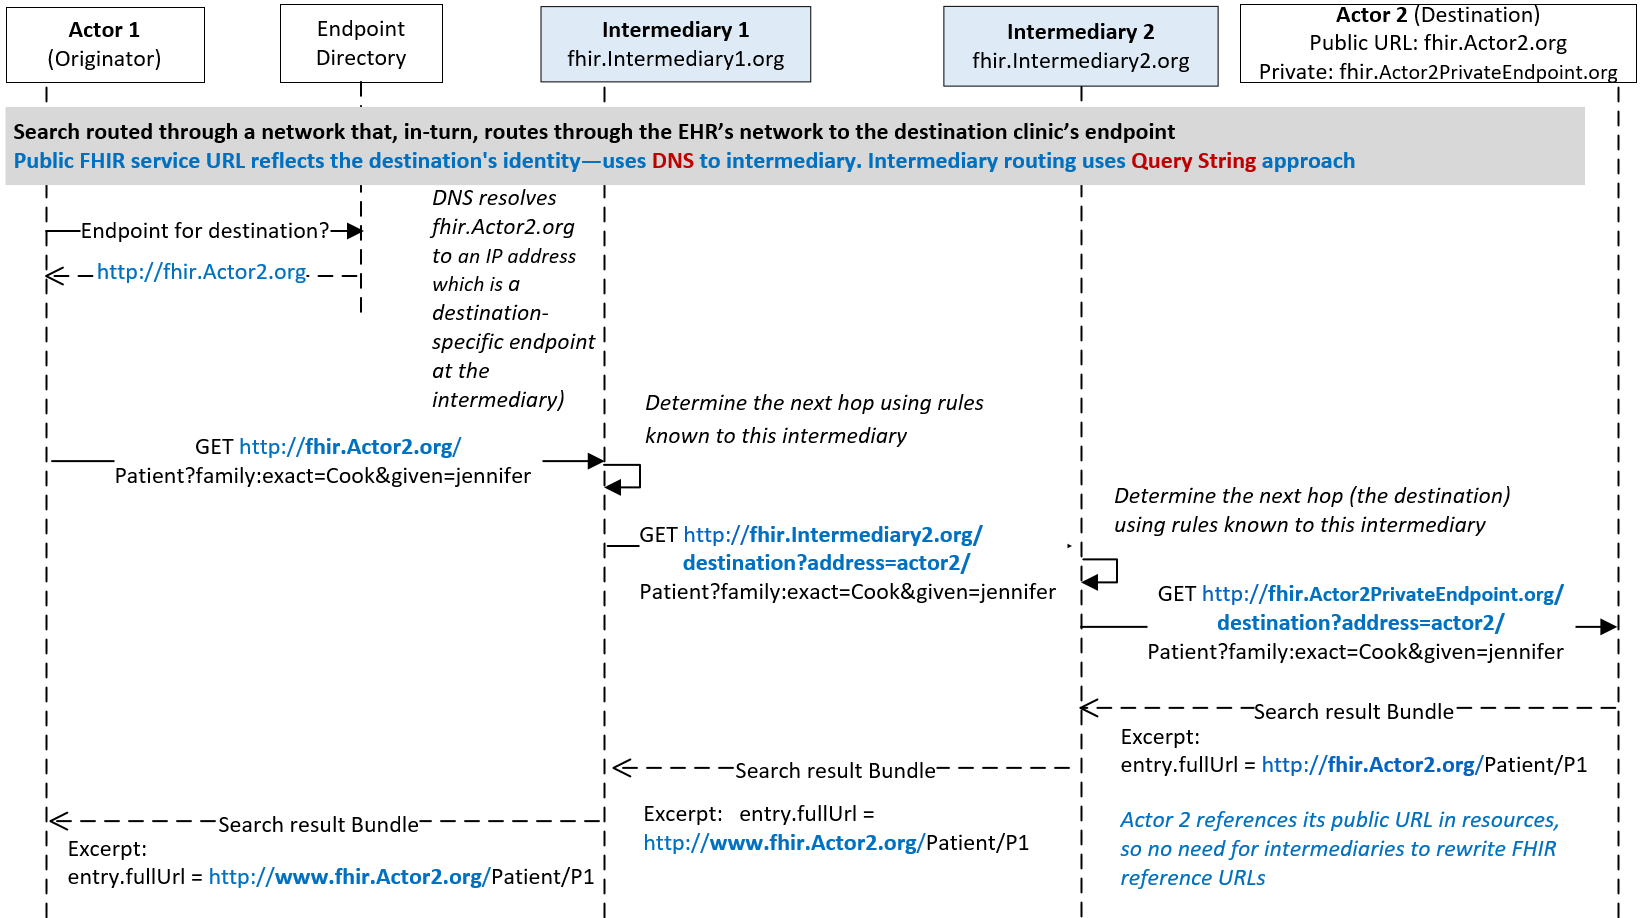 Actor 1
(Originator)
Endpoint
Directory
Intermediary 1
fhir.Intermediary1.org
Intermediary 2
fhir.Intermediary2.org
Actor 2 (Destination)
Public URL: fhir.Actor2.org
Private: fhir.Actor2PrivateEndpoint.org
Search routed through a network that, in-turn, routes through the EHR’s network to the destination clinic’s endpoint
Public FHIR service URL reflects the destination's identity—uses DNS to intermediary. Intermediary routing uses Query String approach
Endpoint for destination?
http://fhir.Actor2.org
DNS resolves
fhir.Actor2.org
to an IP address
which is a
destination-
specific endpoint
at the
intermediary)
Determine the next hop using rules
known to this intermediary
GET http://fhir.Actor2.org/
Patient?family:exact=Cook&given=jennifer
Determine the next hop (the destination)
using rules known to this intermediary
GET http://fhir.Intermediary2.org/
destination?address=actor2/
Patient?family:exact=Cook&given=jennifer
GET http://fhir.Actor2PrivateEndpoint.org/
destination?address=actor2/
Patient?family:exact=Cook&given=jennifer
Search result Bundle
Excerpt:
entry.fullUrl = http://fhir.Actor2.org/Patient/P1
Search result Bundle
Excerpt:   entry.fullUrl =
http://www.fhir.Actor2.org/Patient/P1
Search result Bundle
Excerpt:
entry.fullUrl = http://www.fhir.Actor2.org/Patient/P1
Actor 2 references its public URL in resources,
so no need for intermediaries to rewrite FHIR
reference URLs